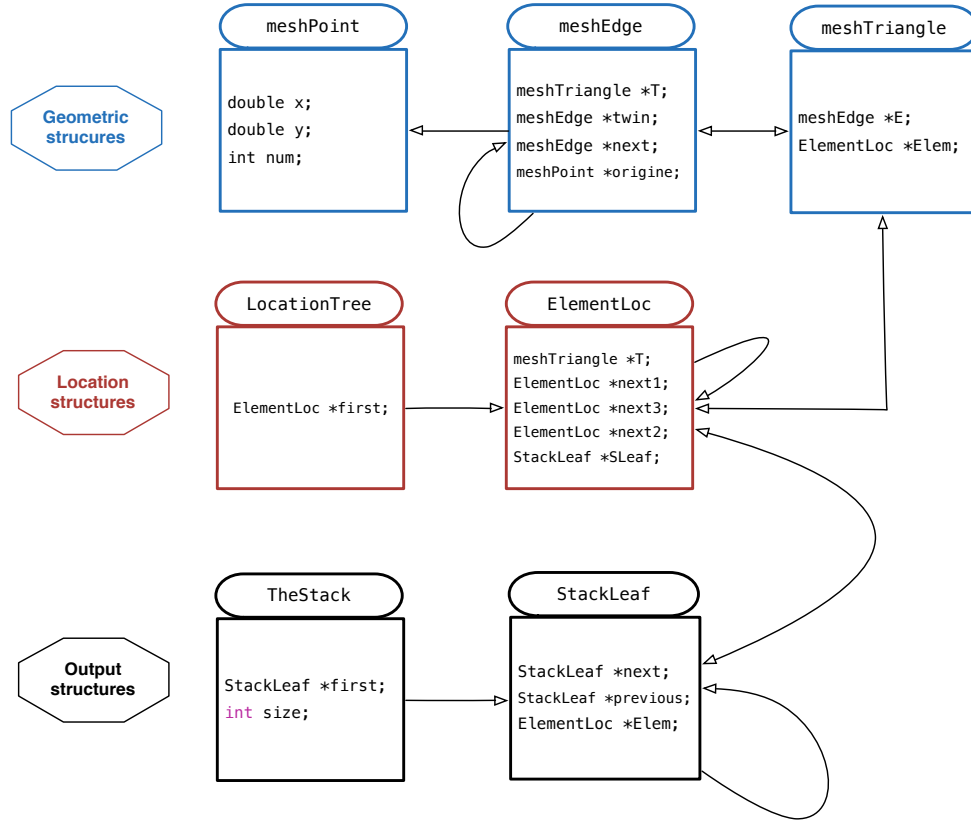 meshPoint
meshEdge
meshTriangle
Geometric
strucures
double x;
double y;
int num;
meshTriangle *T;
meshEdge *twin;
meshEdge *next;
meshPoint *origine;
meshEdge *E;
ElementLoc *Elem;
LocationTree
ElementLoc
Location
structures
ElementLoc *first;
meshTriangle *T;
ElementLoc *next1;
ElementLoc *next3;
ElementLoc *next2;
StackLeaf *SLeaf;
TheStack
StackLeaf
Output
structures
StackLeaf *first;
int size;
StackLeaf *next;
StackLeaf *previous;
ElementLoc *Elem;